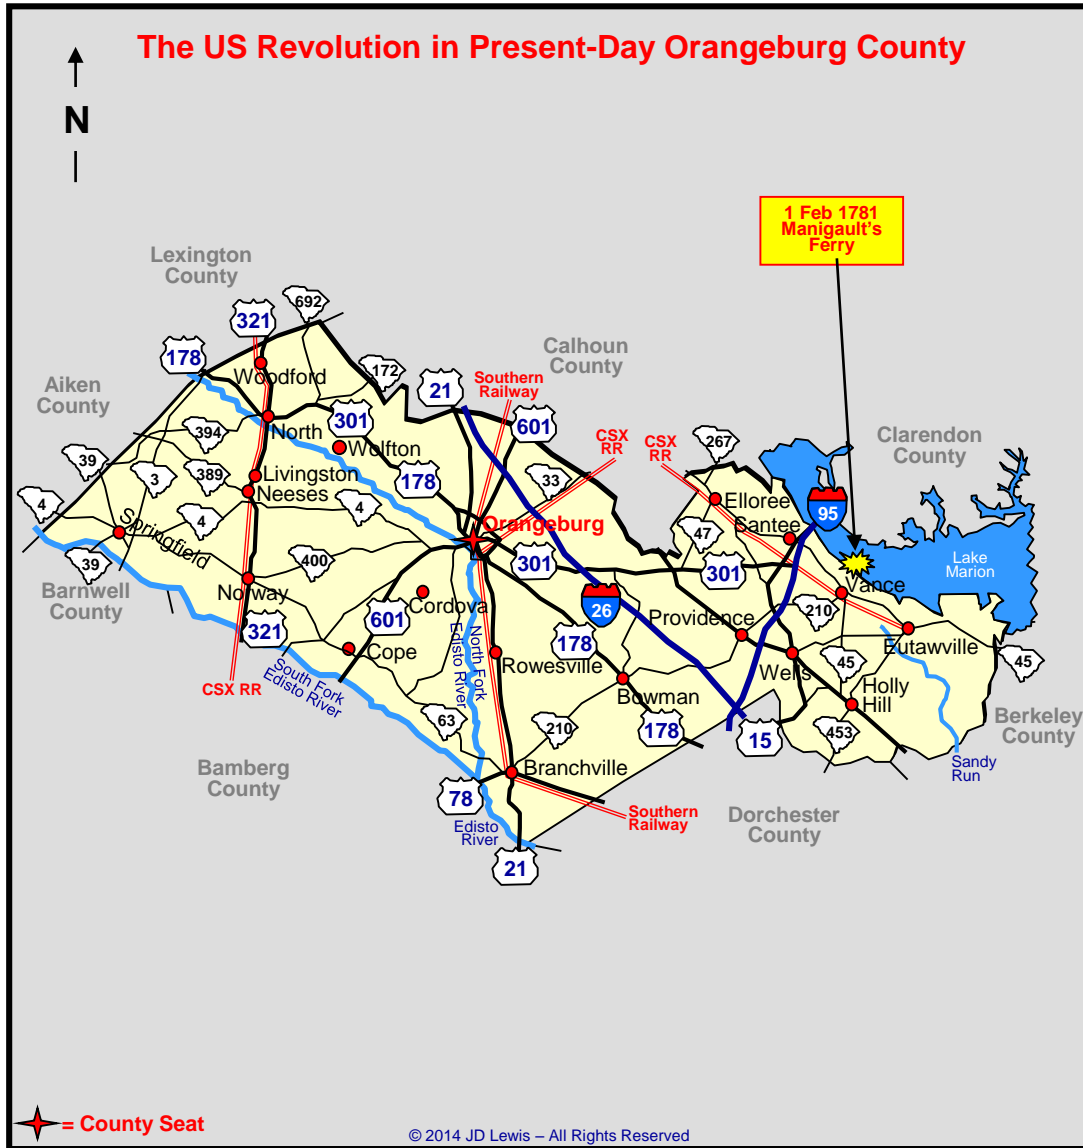 The US Revolution in Present-Day Orangeburg County
N
1 Feb 1781
Manigault's
Ferry
Lexington
County
692
321
178
Calhoun
County
172
21
Southern
Railway
Aiken
County
Woodford
601
CSX
RR
CSX
RR
267
Clarendon
County
394
North
301
Wolfton
39
3
389
Livingston
Neeses
178
33
Elloree
95
4
4
4
Springfield
Orangeburg
47
Santee
39
400
301
301
Lake
Marion
Barnwell
County
Norway
Cordova
26
Vance
321
601
Providence
210
Cope
North Fork
Edisto River
178
Rowesville
Eutawville
South Fork
Edisto River
CSX RR
Wells
45
45
Bowman
Holly
Hill
63
210
178
15
453
Berkeley
County
Bamberg
County
Branchville
Sandy
Run
78
Edisto
River
Southern
Railway
Dorchester
County
21
= County Seat
© 2014 JD Lewis – All Rights Reserved